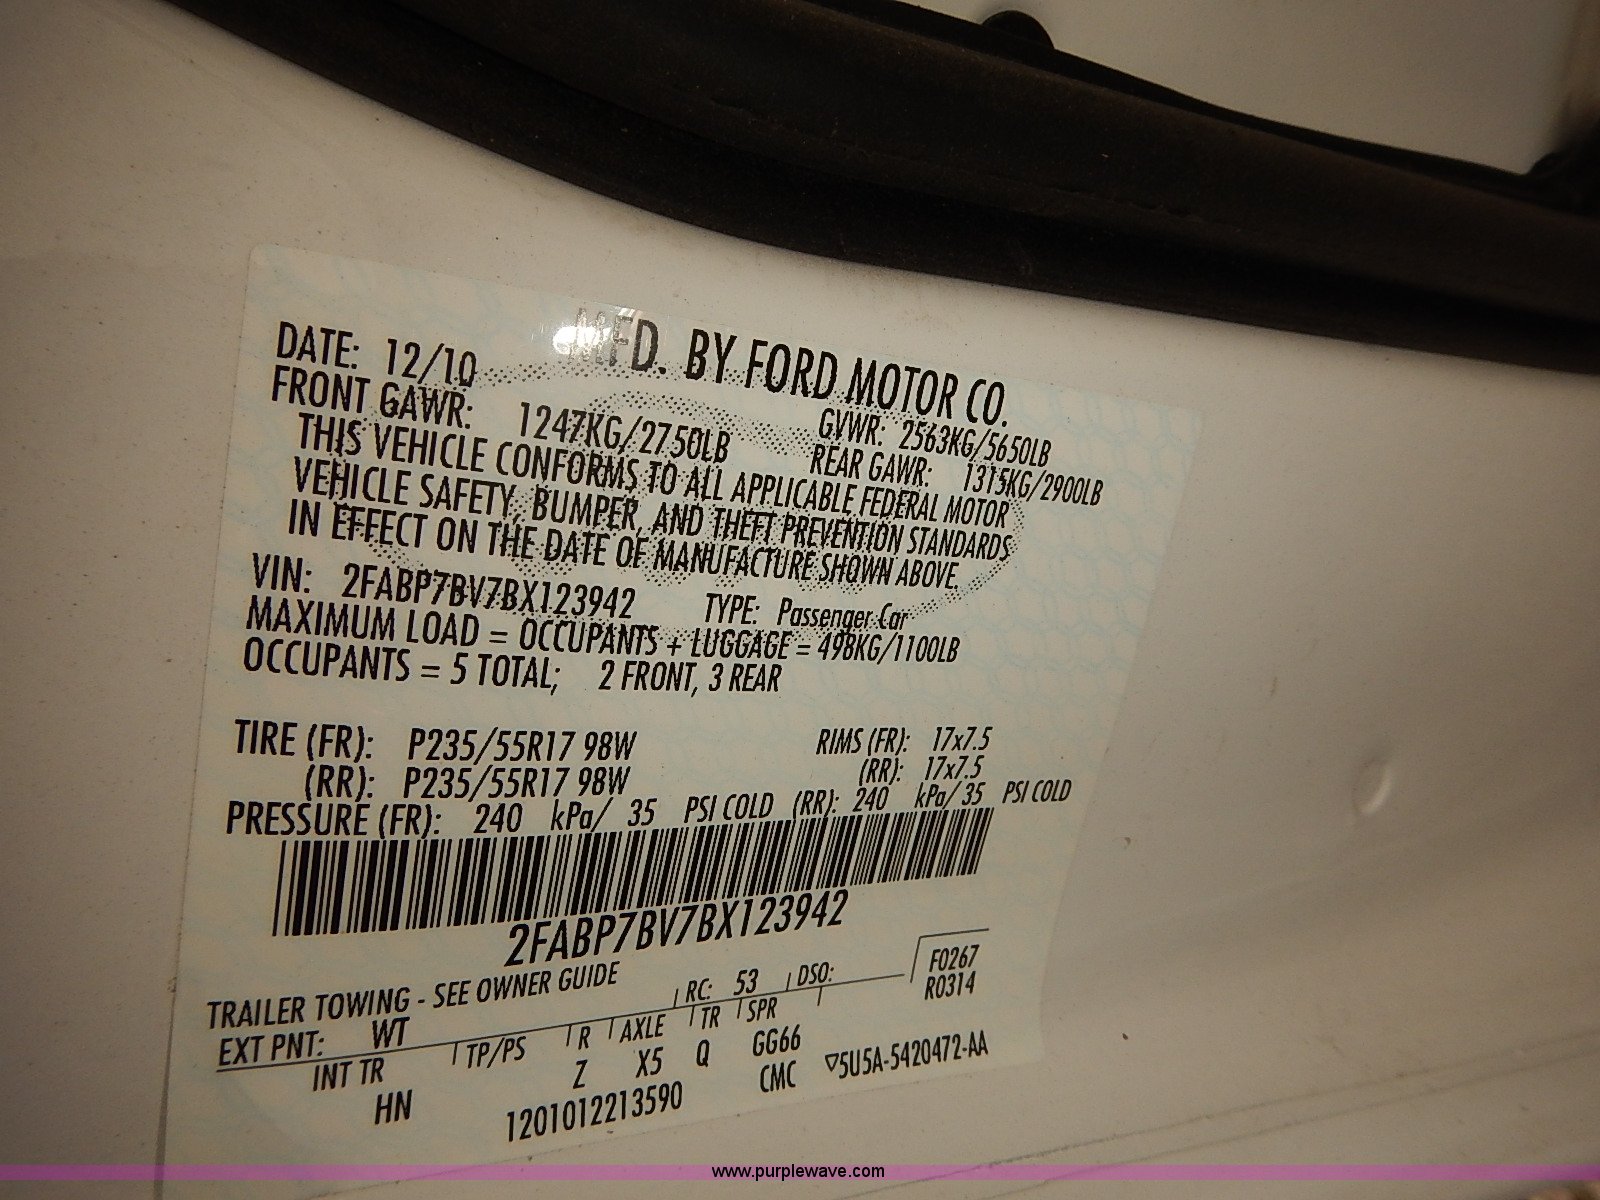 MFD. BY FORD MOTOR CO.
DATE: 12/10 GVWR: 2563KG/5650LB
FRONT GAWR: 1247KG/2750LB REAR GAWR: 1315KG/2900LB
THIS VEHICLE CONFORMS TO ALL APPLICABLE FEDERAL MOTOR
VEHICLE SAFETY, BUMPER, AND THEFT PREVENTION STANDARDS
IN EFFECT ON THE DATE OF MANUFACTURE SHOWN ABOVE.
VIN: 2FABP7BV7BX123942 TYPE: Passenger Car
MAXIMUM LOAD = OCCUPANTS + LUGGAGE = 498KG/1100LB
OCCUPANTS = 5 TOTAL; 2 FRONT, 3 REAR
TIRE (FR): P235/55R17 98W RIMS (FR): 17x7.5
(RR): P235/55R17 98W (RR): 17x7.5
PRESSURE (FR): 240 kPa/ 35 PSI COLD (RR): 240 kPa/ 35 PSI COLD
2FABP7BV7BX123942
TRAILER TOWING - SEE OWNER GUIDE
F0267
EXT PNT: WT RC: 53 DSO: R0314
INT TR TP/PS R AXLE TR SPR
HN Z X5 Q GG66
1201012213590 CMC ▽5U5A-5420472-AA
www.purplewave.com